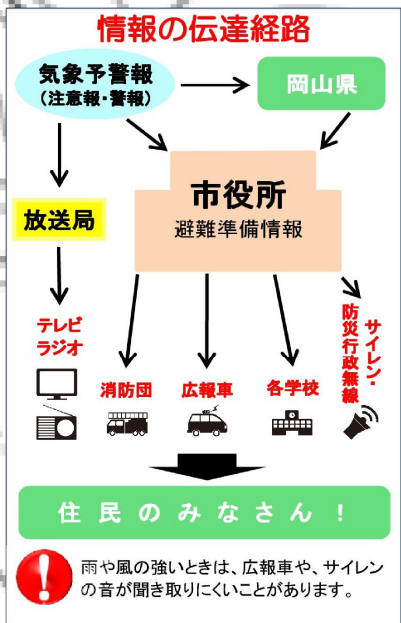 情報の伝達経路
気象予警報
（注意報・警報）
岡山県
市役所
避難準備情報
放送局
テレビ
ラジオ
消防団
広報車
各学校
サイレン・
防災行政無線
住民のみなさん！
雨や風の強いときは、広報車や、サイレン
の音が聞き取りにくいことがあります。